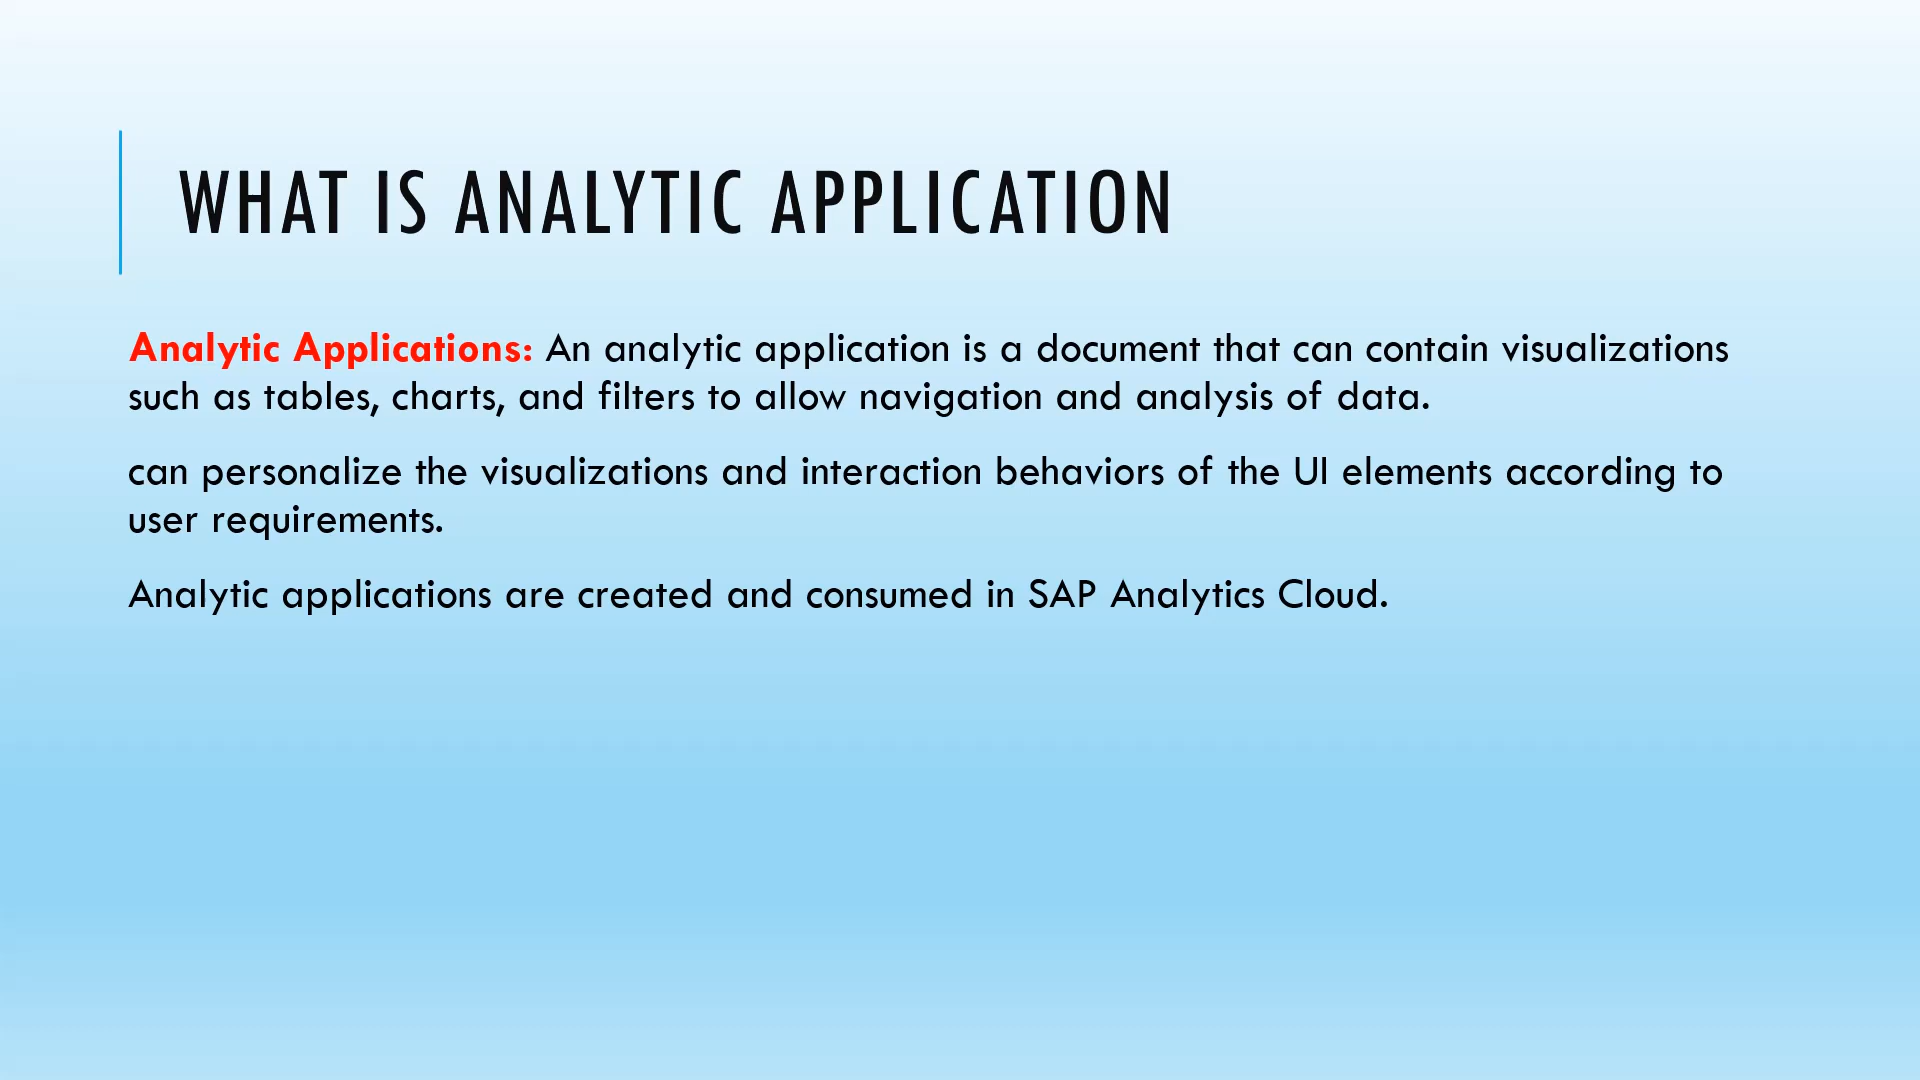 WHAT IS ANALYTIC APPLICATION
Analytic Applications: An analytic application is a document that can contain visualizations
such as tables, charts, and filters to allow navigation and analysis of data.
can personalize the visualizations and interaction behaviors of the UI elements according to
user requirements.
Analytic applications are created and consumed in SAP Analytics Cloud.